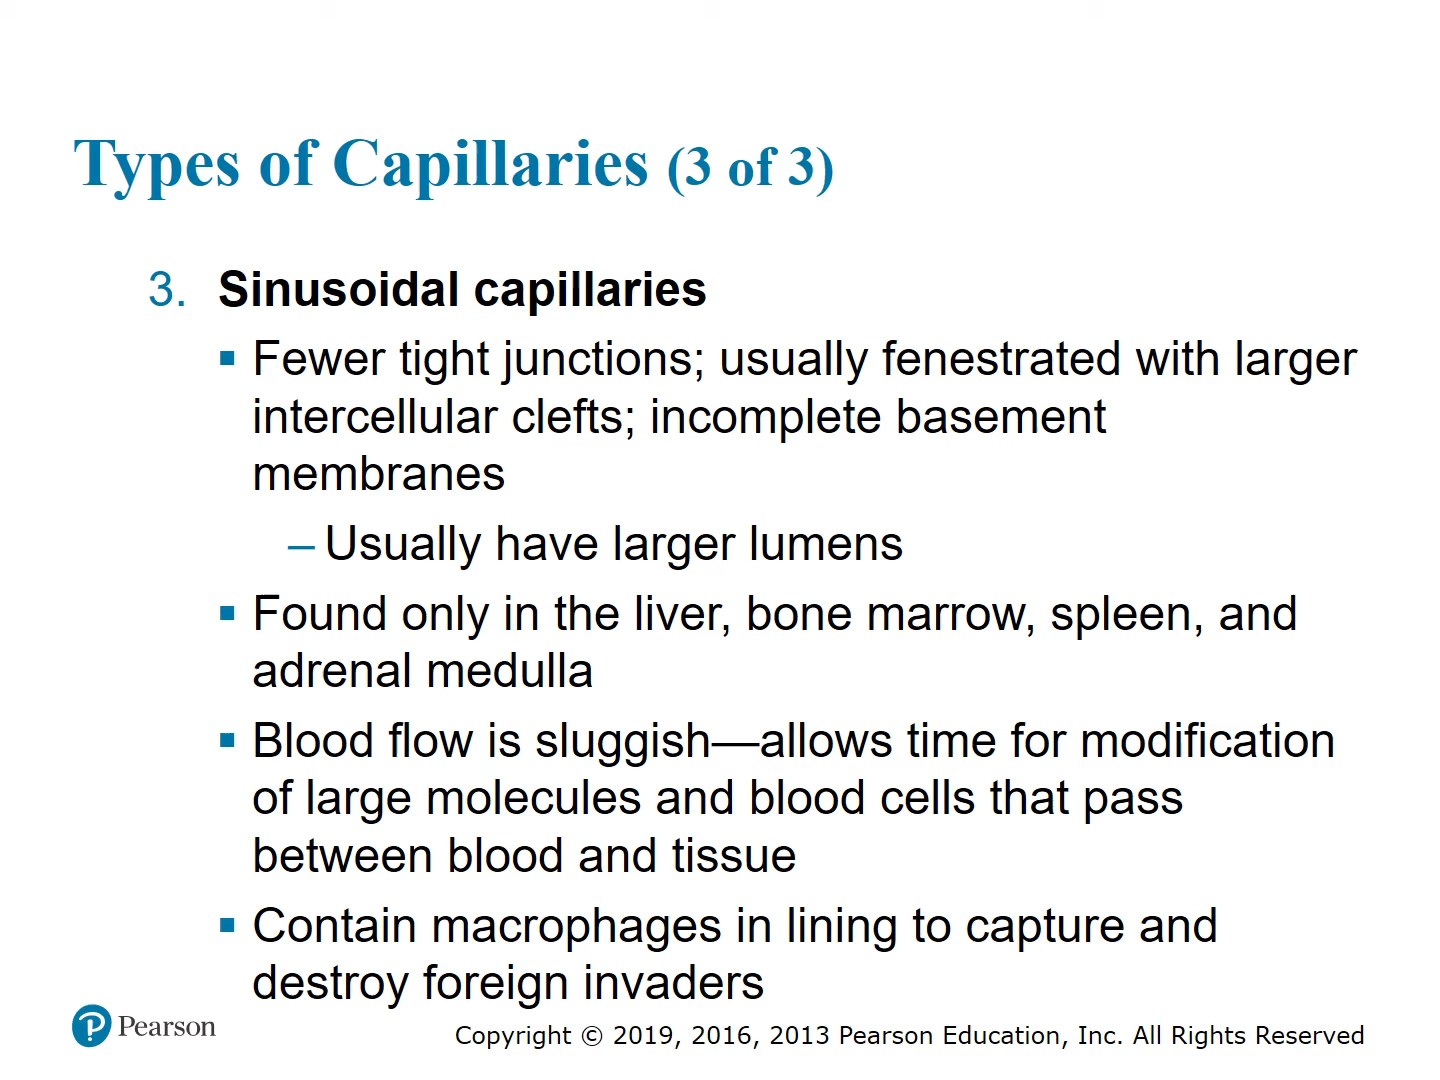 Types of Capillaries (3 of 3)
3. Sinusoidal capillaries
▪ Fewer tight junctions; usually fenestrated with larger
intercellular clefts; incomplete basement
membranes
– Usually have larger lumens
▪ Found only in the liver, bone marrow, spleen, and
adrenal medulla
▪ Blood flow is sluggish—allows time for modification
of large molecules and blood cells that pass
between blood and tissue
▪ Contain macrophages in lining to capture and
destroy foreign invaders
Pearson
Copyright © 2019, 2016, 2013 Pearson Education, Inc. All Rights Reserved